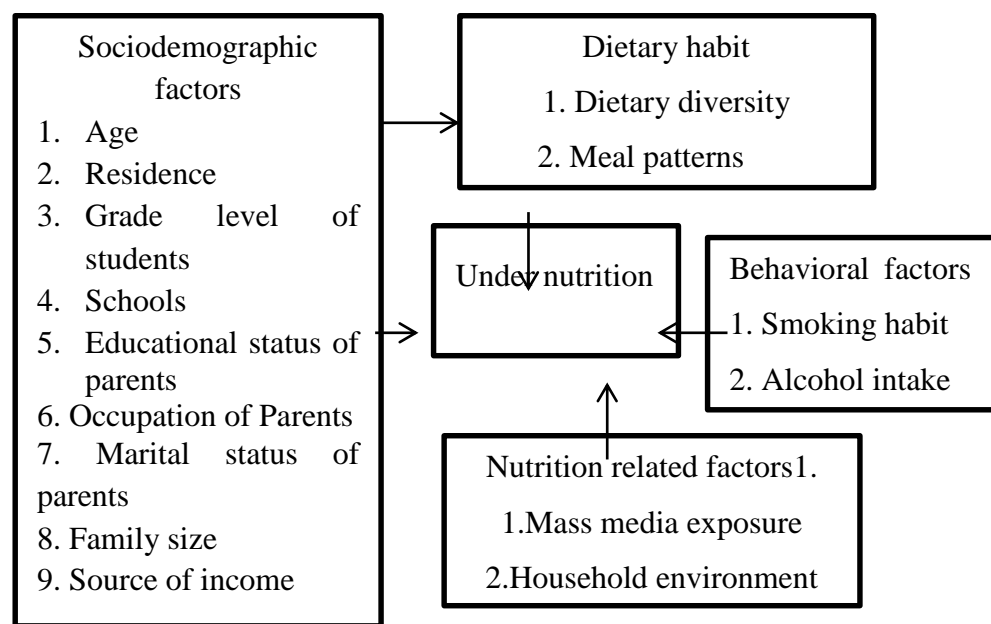 Sociodemographic
factors
1. Age
2. Residence
3. Grade level of
students
4. Schools
5. Educational status of
parents
6. Occupation of Parents
7. Marital status of
parents
8. Family size
9. Source of income
Dietary habit
1. Dietary diversity
2. Meal patterns
Under nutrition
Behavioral factors
1. Smoking habit
2. Alcohol intake
Nutrition related factors1.
1.Mass media exposure
2.Household environment